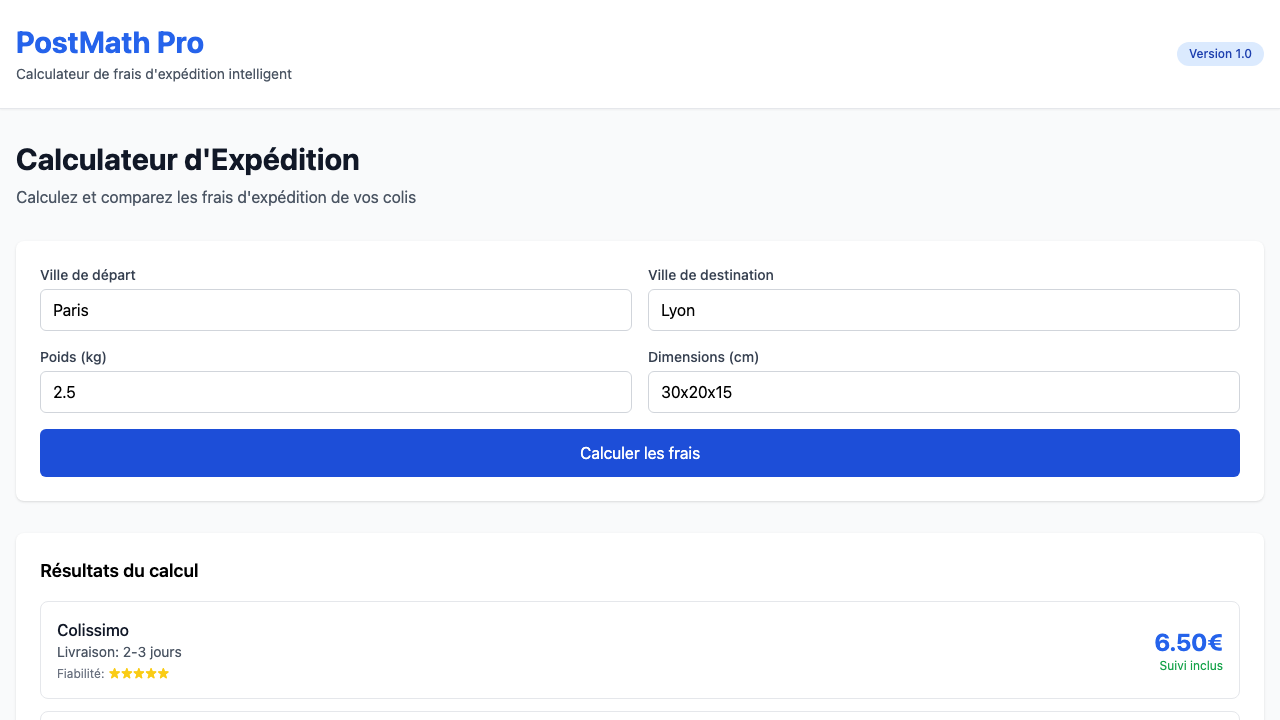 PostMath Pro
Calculateur de frais d'expédition intelligent
Version 1.0
Calculateur d'Expédition
Calculez et comparez les frais d'expédition de vos colis
Ville de départ
Paris
Ville de destination
Lyon
Poids (kg)
2.5
Dimensions (cm)
30x20x15
Calculer les frais
Résultats du calcul
Colissimo
Livraison: 2-3 jours
Fiabilité: ⭐⭐⭐⭐⭐
6.50€
Suivi inclus